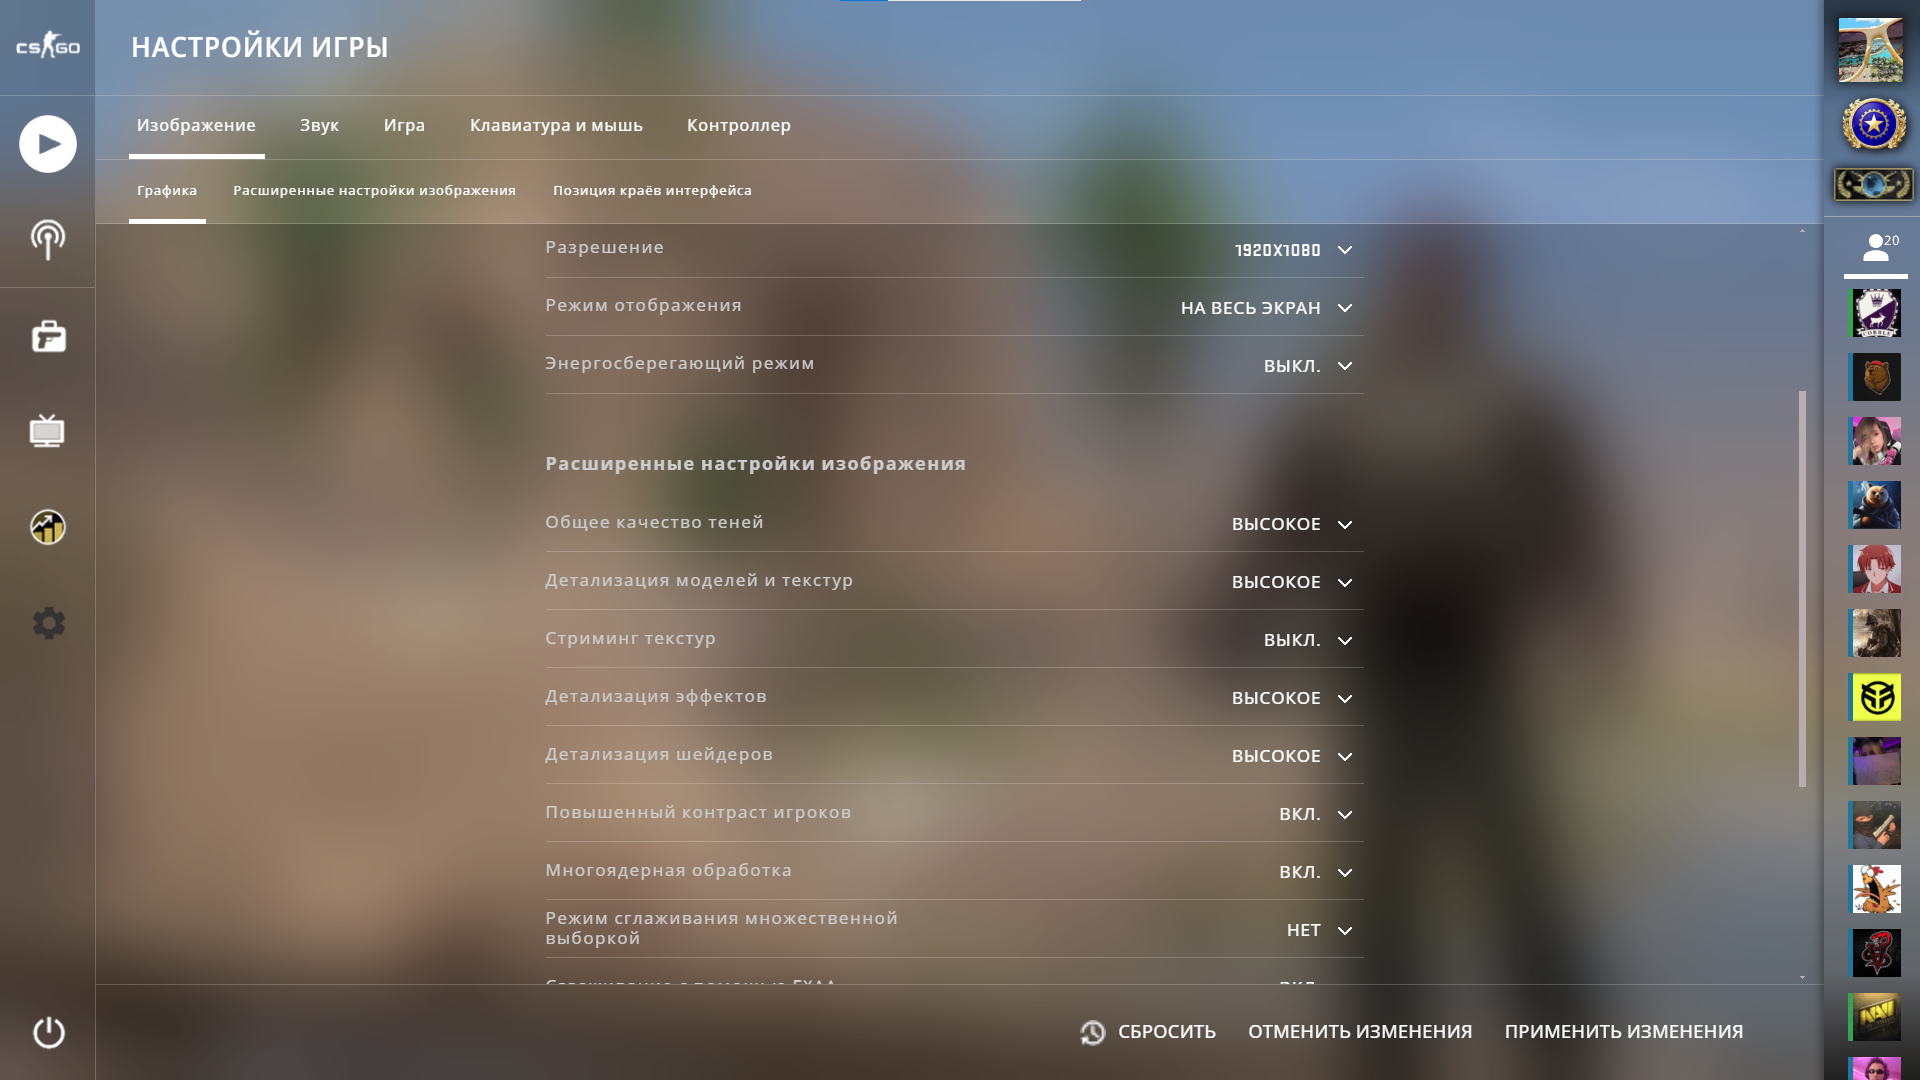 CS GO
НАСТРОЙКИ ИГРЫ
Изображение Звук Игра Клавиатура и мышь Контроллер
Графика Расширенные настройки изображения Позиция краёв интерфейса
20
Разрешение 1920X1080
Режим отображения НА ВЕСЬ ЭКРАН
Энергосберегающий режим ВЫКЛ.
Расширенные настройки изображения
Общее качество теней ВЫСОКОЕ
Детализация моделей и текстур ВЫСОКОЕ
Стриминг текстур ВЫКЛ.
Детализация эффектов ВЫСОКОЕ
Детализация шейдеров ВЫСОКОЕ
Повышенный контраст игроков ВКЛ.
Многоядерная обработка ВКЛ.
Режим сглаживания множественной
выборкой НЕТ
СБРОСИТЬ ОТМЕНИТЬ ИЗМЕНЕНИЯ ПРИМЕНИТЬ ИЗМЕНЕНИЯ